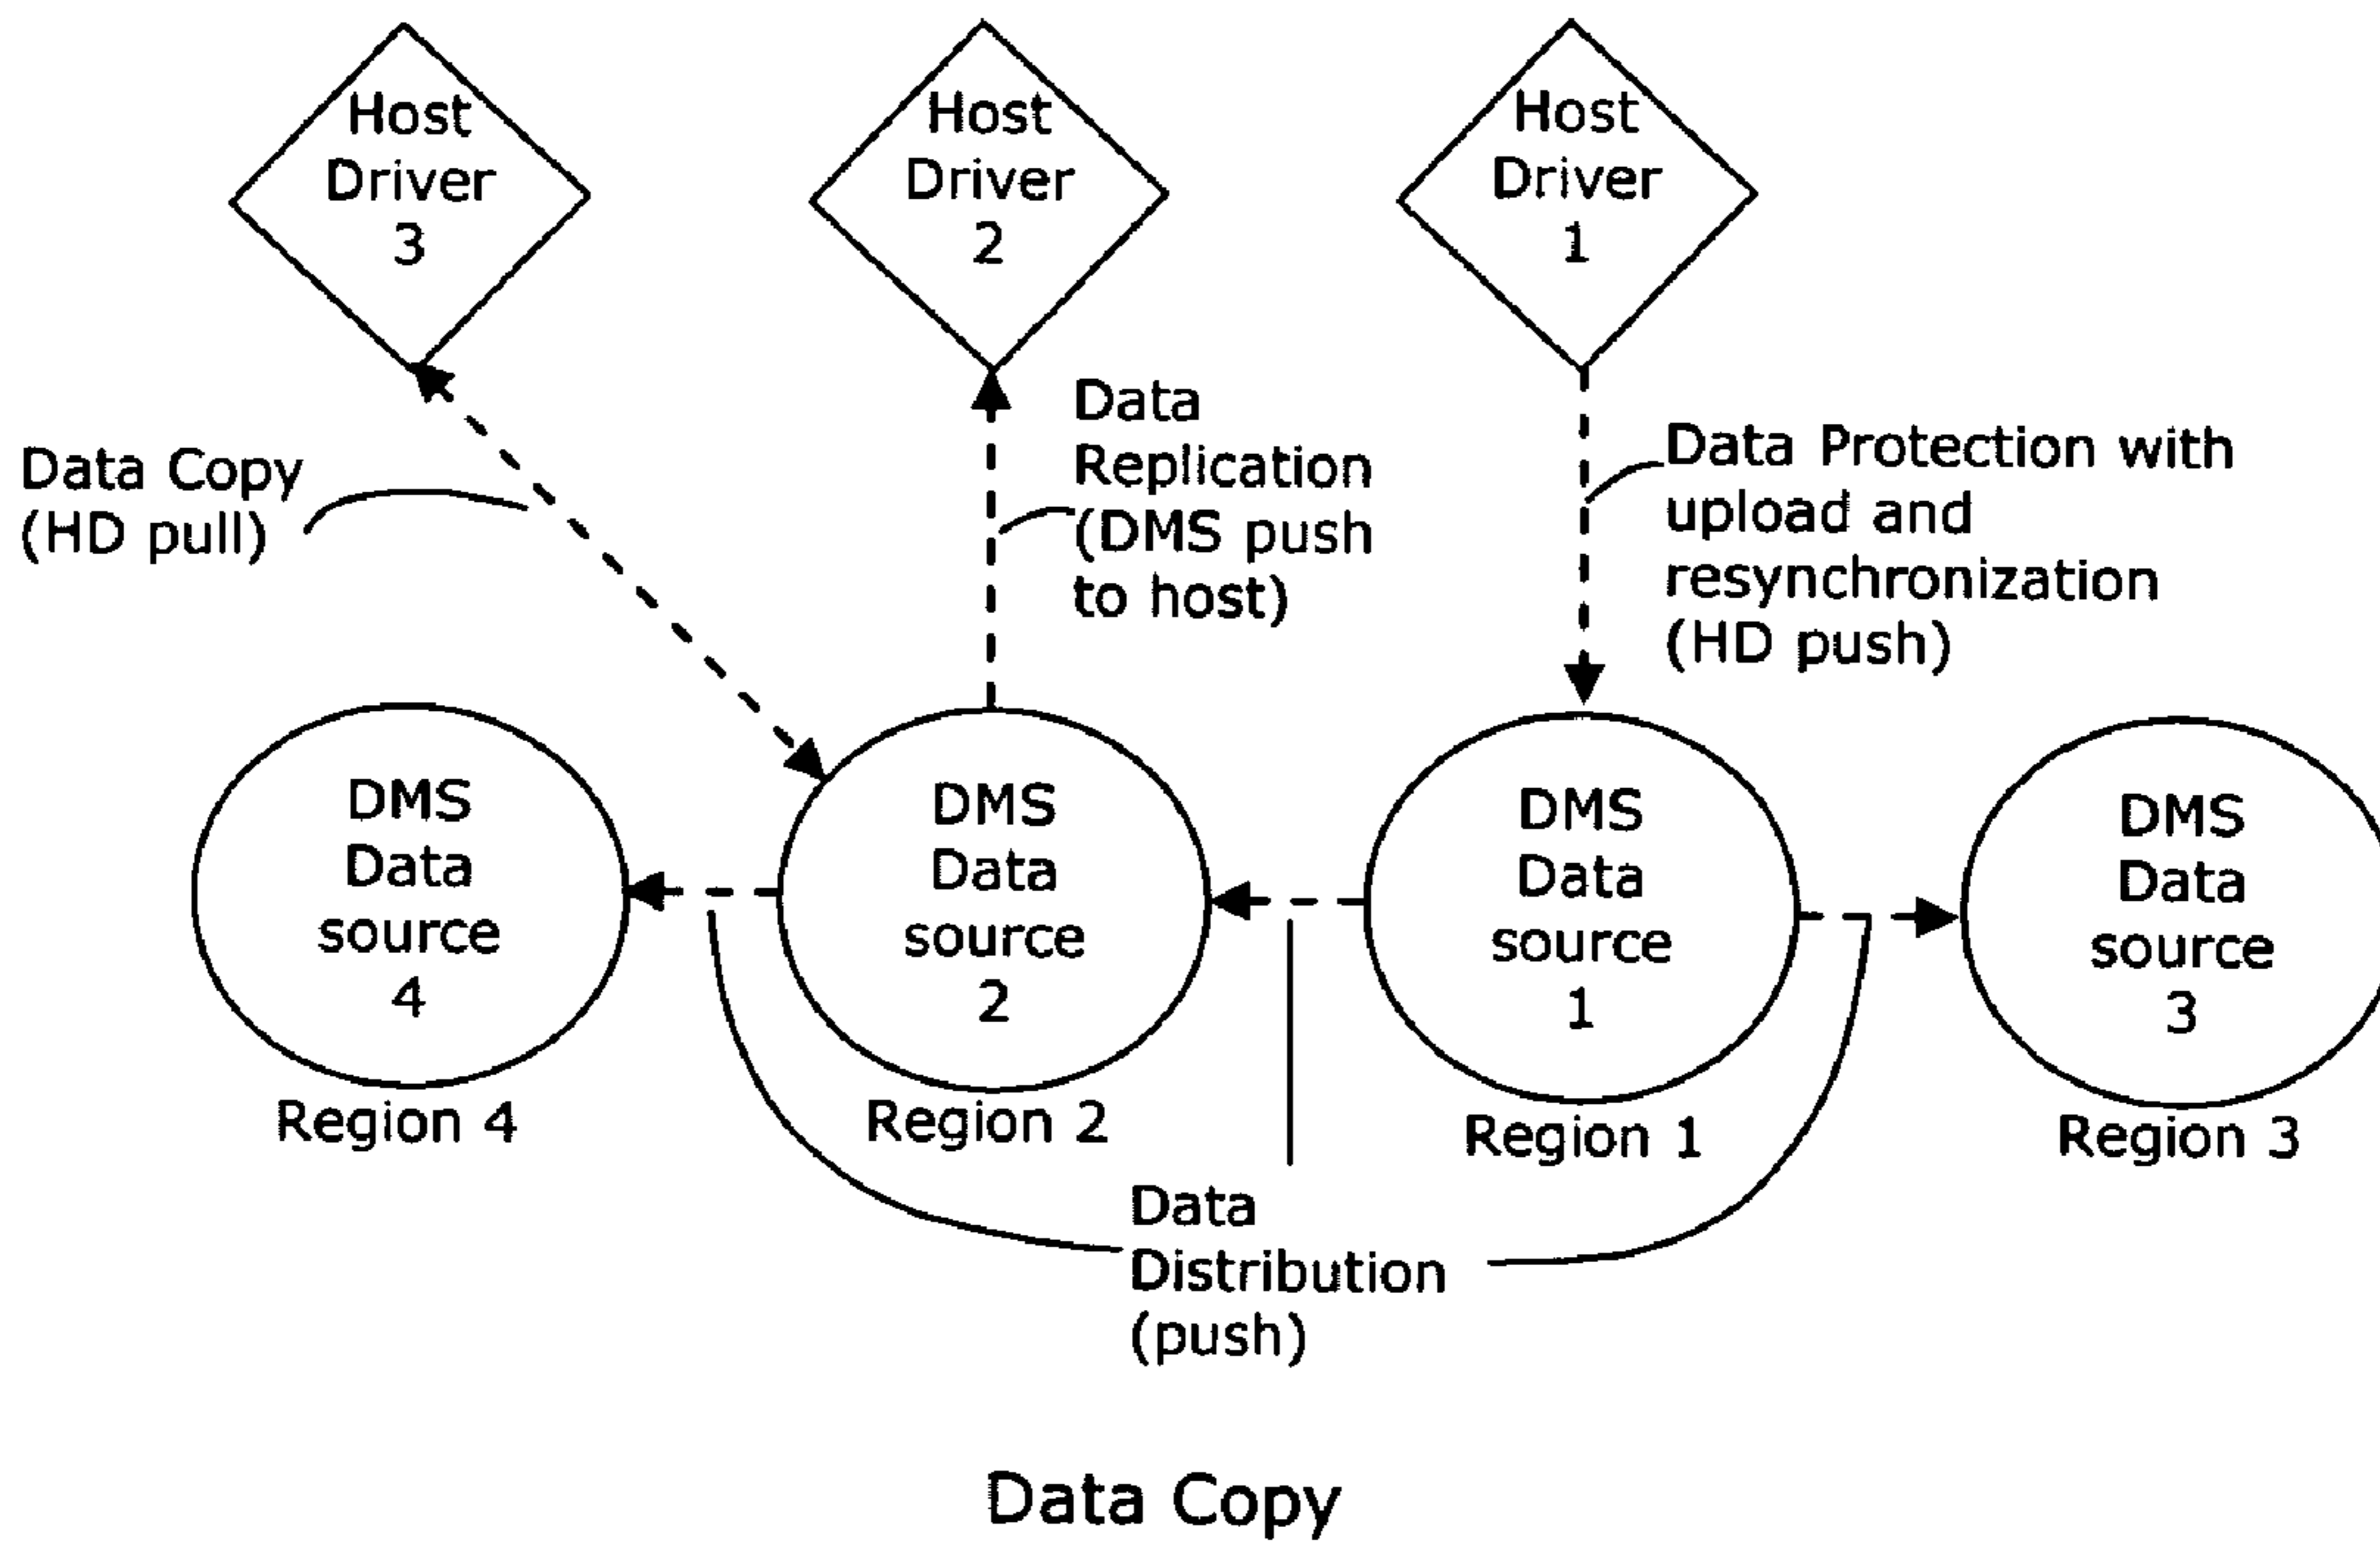 Host
Driver
3
Host
Driver
2
Host
Driver
1
Data Copy
(HD pull)
Data
Replication
(DMS push
to host)
Data Protection with
upload and
resynchronization
(HD push)
DMS
Data
source
4
DMS
Data
source
2
DMS
Data
source
1
DMS
Data
source
3
Region 4
Region 2
Region 1
Region 3
Data
Distribution
(push)
Data Copy